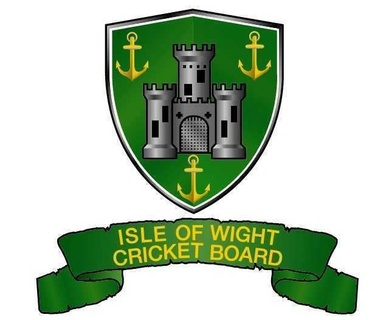 ISLE OF WIGHT
CRICKET BOARD